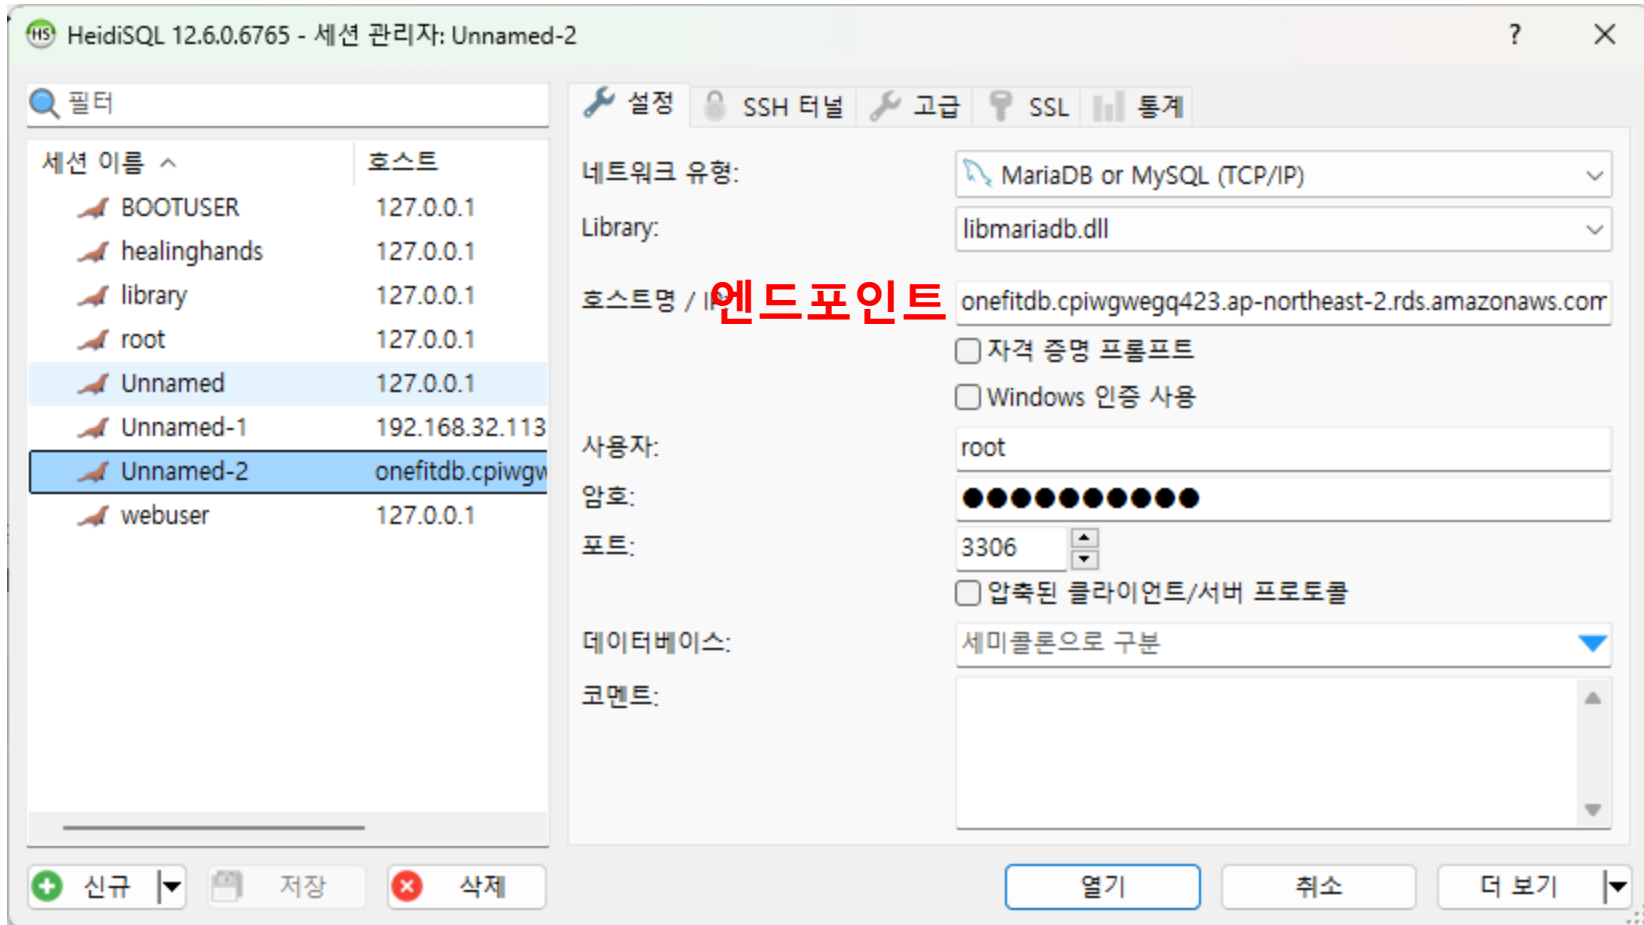 HeidiSQL 12.6.0.6765 - 세션 관리자: Unnamed-2
?
필터
세션 이름 호스트
BOOTUSER 127.0.0.1
healinghands 127.0.0.1
library 127.0.0.1
root 127.0.0.1
Unnamed 127.0.0.1
Unnamed-1 192.168.32.113
Unnamed-2 onefitdb.cpiwgw
webuser 127.0.0.1
신규
저장
삭제
설정 SSH 터널 고급 SSL 통계
네트워크 유형: MariaDB or MySQL (TCP/IP)
Library: libmariadb.dll
호스트명 / IP: 엔드포인트 onefitdb.cpiwgwegq423.ap-northeast-2.rds.amazonaws.com
자격 증명 프롬프트
Windows 인증 사용
사용자: root
암호: ●●●●●●●●●●
포트: 3306
압축된 클라이언트/서버 프로토콜
데이터베이스: 세미콜론으로 구분
코멘트:
열기 취소 더 보기